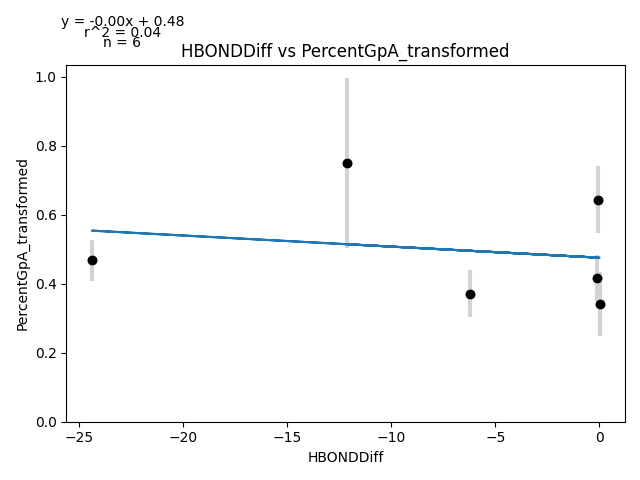 y = -0.00x + 0.48
r^2 = 0.04
n = 6
HBONDDiff vs PercentGpA_transformed
PercentGpA_transformed
1.0
0.8
0.6
0.4
0.2
0.0
−25
−20
−15
−10
−5
0
HBONDDiff